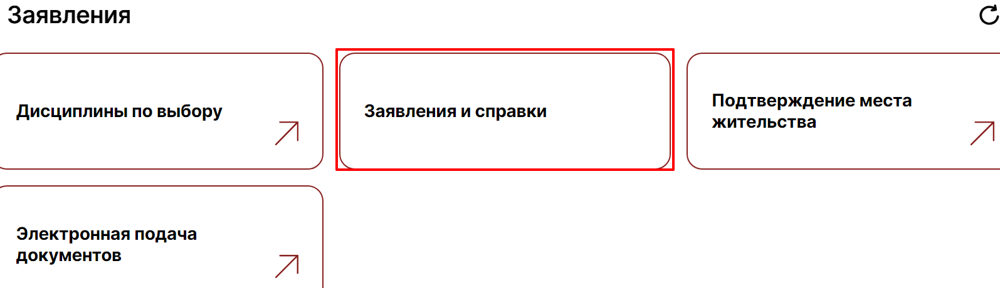 Заявления
Дисциплины по выбору
Заявления и справки
Подтверждение места
жительства
Электронная подача
документов